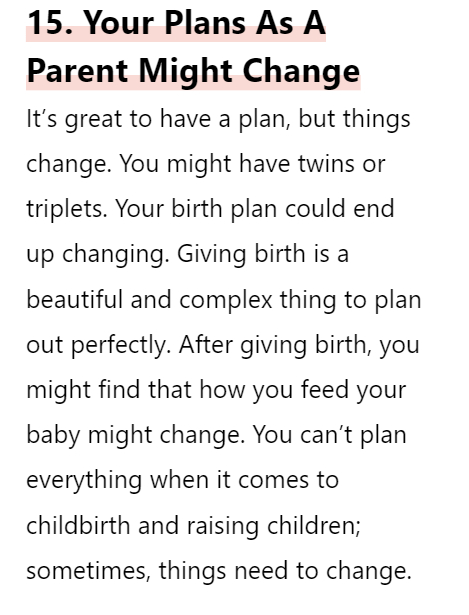 15. Your Plans As A
Parent Might Change
It’s great to have a plan, but things
change. You might have twins or
triplets. Your birth plan could end
up changing. Giving birth is a
beautiful and complex thing to plan
out perfectly. After giving birth, you
might find that how you feed your
baby might change. You can’t plan
everything when it comes to
childbirth and raising children;
sometimes, things need to change.